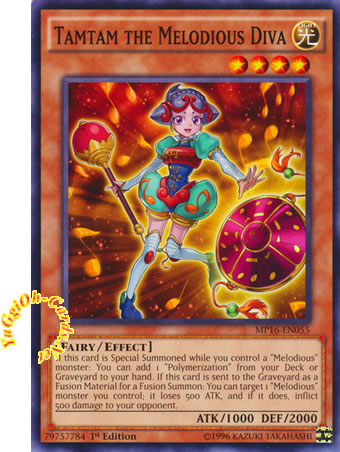 TAMTAM THE MELODIOUS DIVA
LIGHT
光
MP16-EN055
[FAIRY/EFFECT]
If this card is Special Summoned while you control a "Melodious"
monster: You can add 1 "Polymerization" from your Deck or
Graveyard to your hand. If this card is sent to the Graveyard as a
Fusion Material for a Fusion Summon: You can target 1 "Melodious"
monster you control; it loses 500 ATK, and if it does, inflict
500 damage to your opponent.
ATK/1000 DEF/2000
79757784 1st Edition ©1996 KAZUKI TAKAHASHI